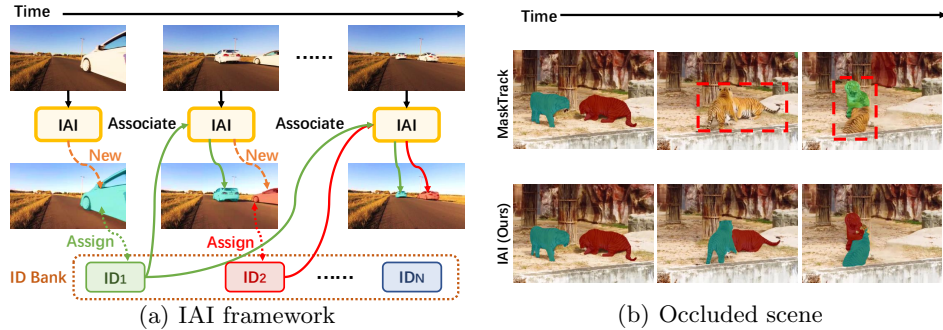 Time
IAI
Associate
IAI
Associate
IAI
New
New
Assign
Assign
ID Bank
ID1
ID2
......
IDN
......
(a) IAI framework
Time
MaskTrack
IAI (Ours)
(b) Occluded scene